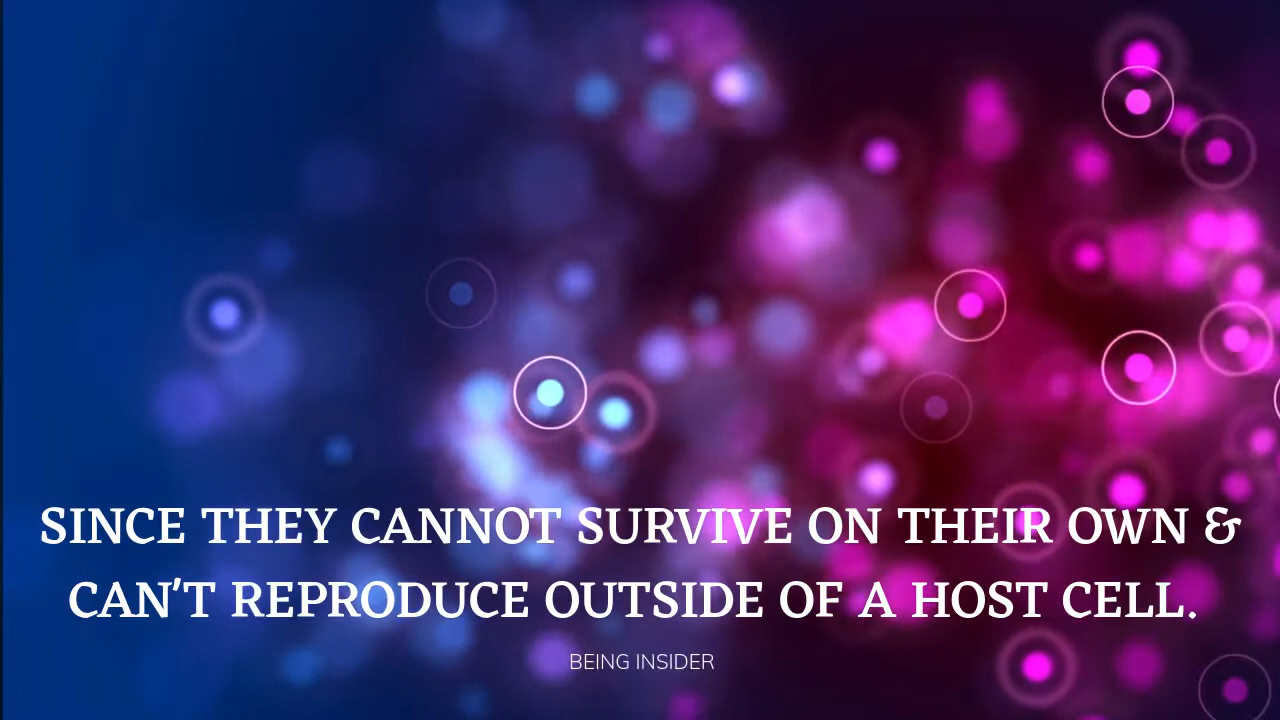 SINCE THEY CANNOT SURVIVE ON THEIR OWN &
CAN'T REPRODUCE OUTSIDE OF A HOST CELL.
BEING INSIDER